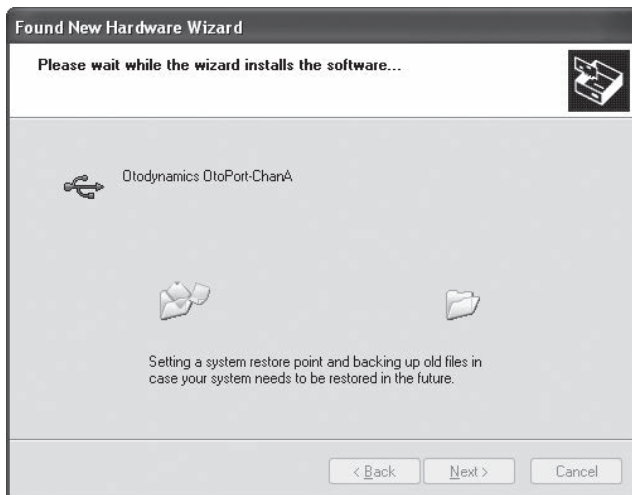 Found New Hardware Wizard
Please wait while the wizard installs the software...
Otodynamics OtoPort-ChanA
Setting a system restore point and backing up old files in
case your system needs to be restored in the future.
< Back Next > Cancel